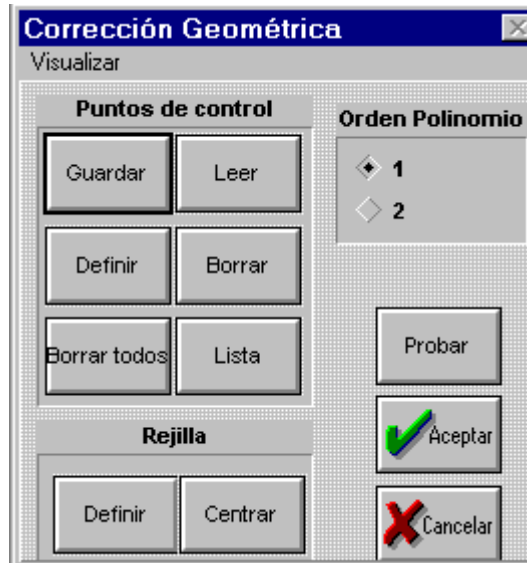 Corrección Geométrica
Visualizar
Puntos de control
Guardar
Leer
Definir
Borrar
Borrar todos
Lista
Orden Polinomio
1
2
Probar
Aceptar
Cancelar
Rejilla
Definir
Centrar